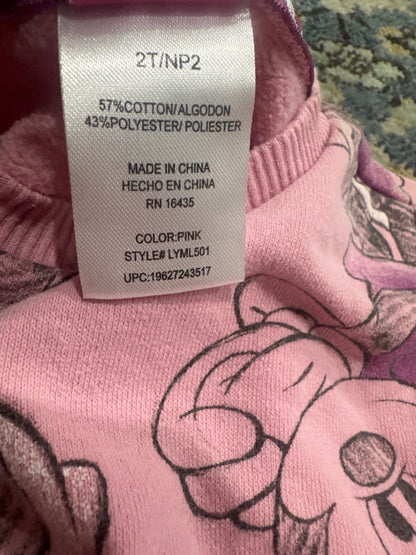 2T/NP2
57%COTTON/ALGODON
43%POLYESTER/ POLIESTER
MADE IN CHINA
HECHO EN CHINA
RN 16435
COLOR:PINK
STYLE# LYML501
UPC:19627243517